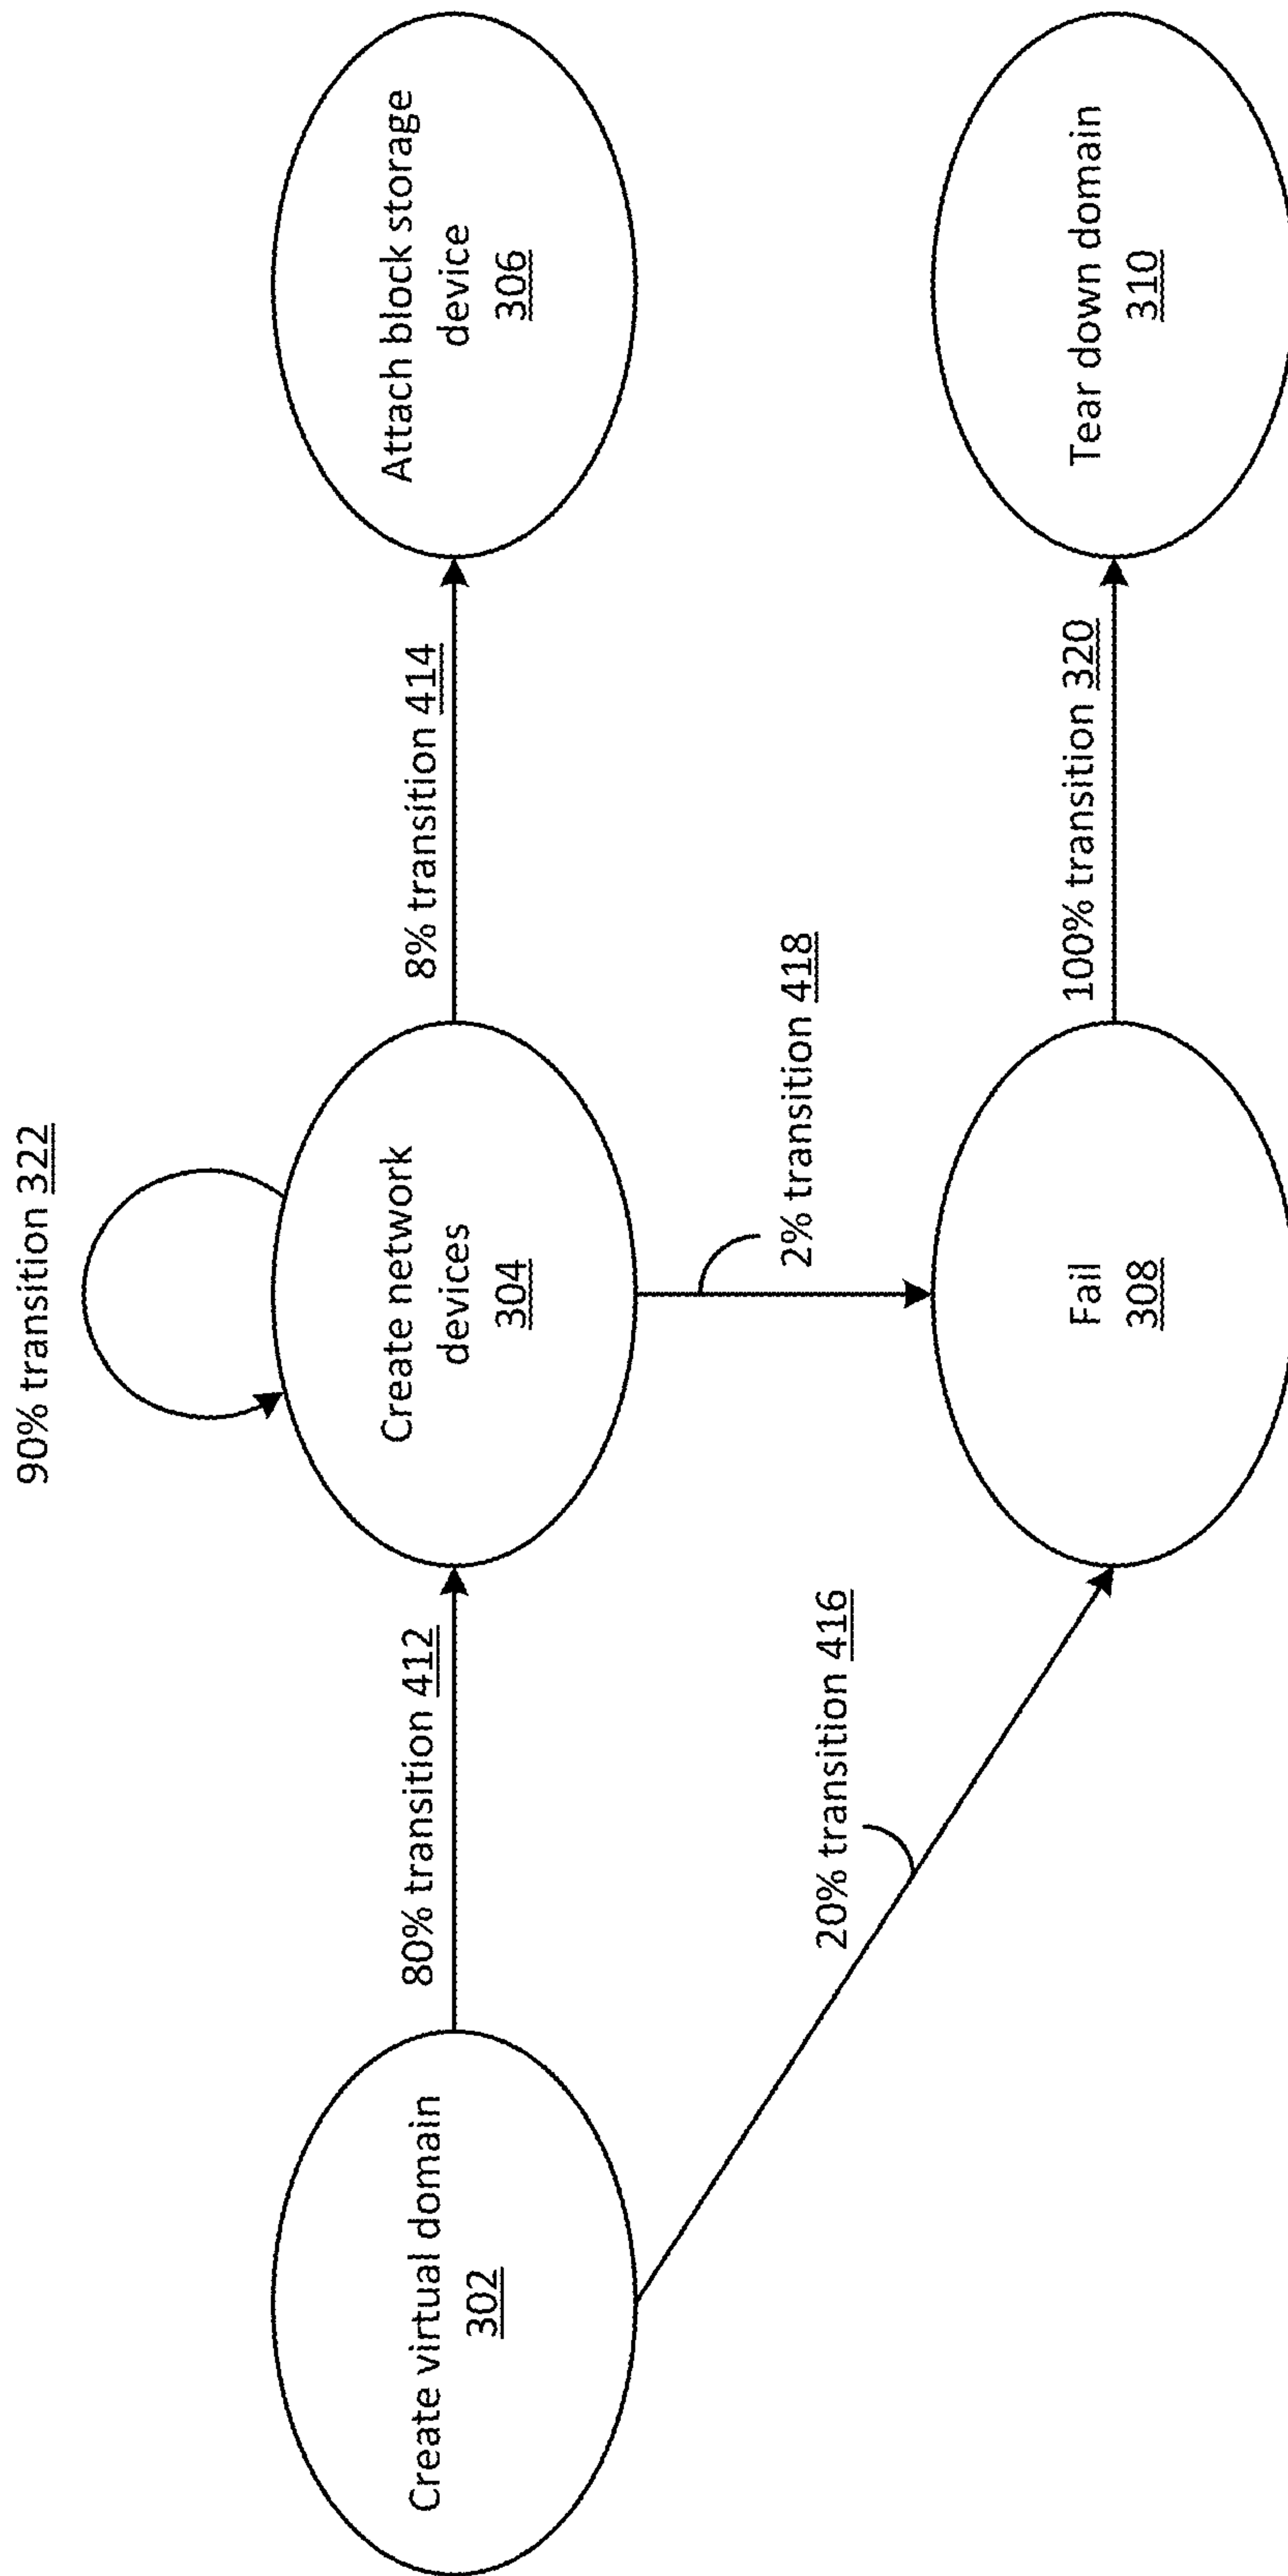 90% transition 322
Create virtual domain
302
80% transition 412
Create network
devices
304
8% transition 414
Attach block storage
device
306
20% transition 416
2% transition 418
Fail
308
100% transition 320
Tear down domain
310